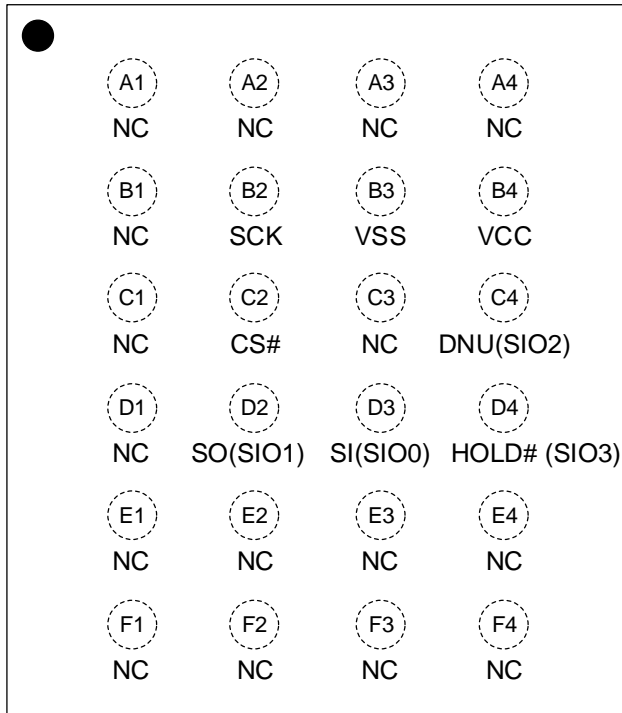 A1 A2 A3 A4
NC NC NC NC
B1 B2 B3 B4
NC SCK VSS VCC
C1 C2 C3 C4
NC CS# NC DNU(SIO2)
D1 D2 D3 D4
NC SO(SIO1) SI(SIO0) HOLD# (SIO3)
E1 E2 E3 E4
NC NC NC NC
F1 F2 F3 F4
NC NC NC NC